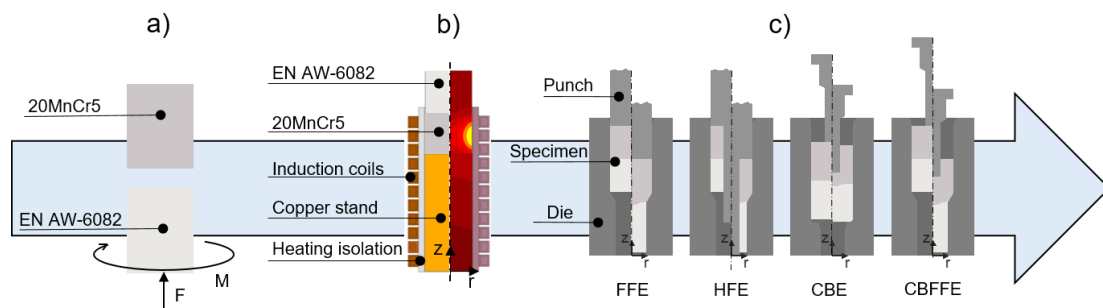 a)
20MnCr5
EN AW-6082
F
M
b)
EN AW-6082
20MnCr5
Induction coils
Copper stand
Heating isolation
z
r
c)
Punch
Specimen
Die
z
r
z
r
z
r
z
r
FFE
HFE
CBE
CBFFE